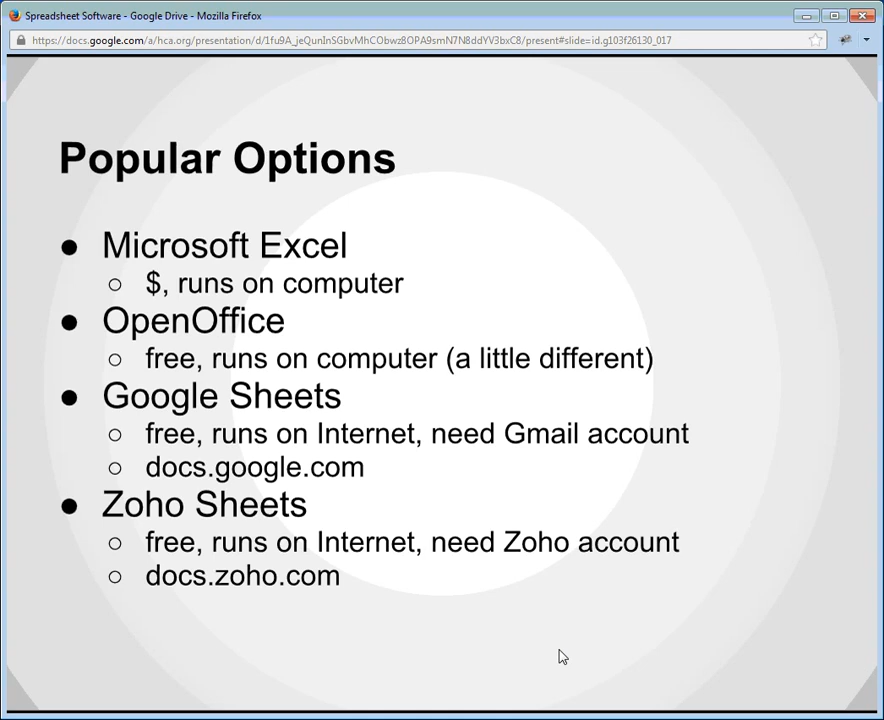 Spreadsheet Software - Google Drive - Mozilla Firefox
https://docs.google.com/a/hca.org/presentation/d/1fu9A_jeQunInSGbvMhCObwz8OPA9smN7N8ddYV3bxC8/present#slide=id.g103f26130_017
Popular Options
● Microsoft Excel
○ $, runs on computer
● OpenOffice
○ free, runs on computer (a little different)
● Google Sheets
○ free, runs on Internet, need Gmail account
○ docs.google.com
● Zoho Sheets
○ free, runs on Internet, need Zoho account
○ docs.zoho.com